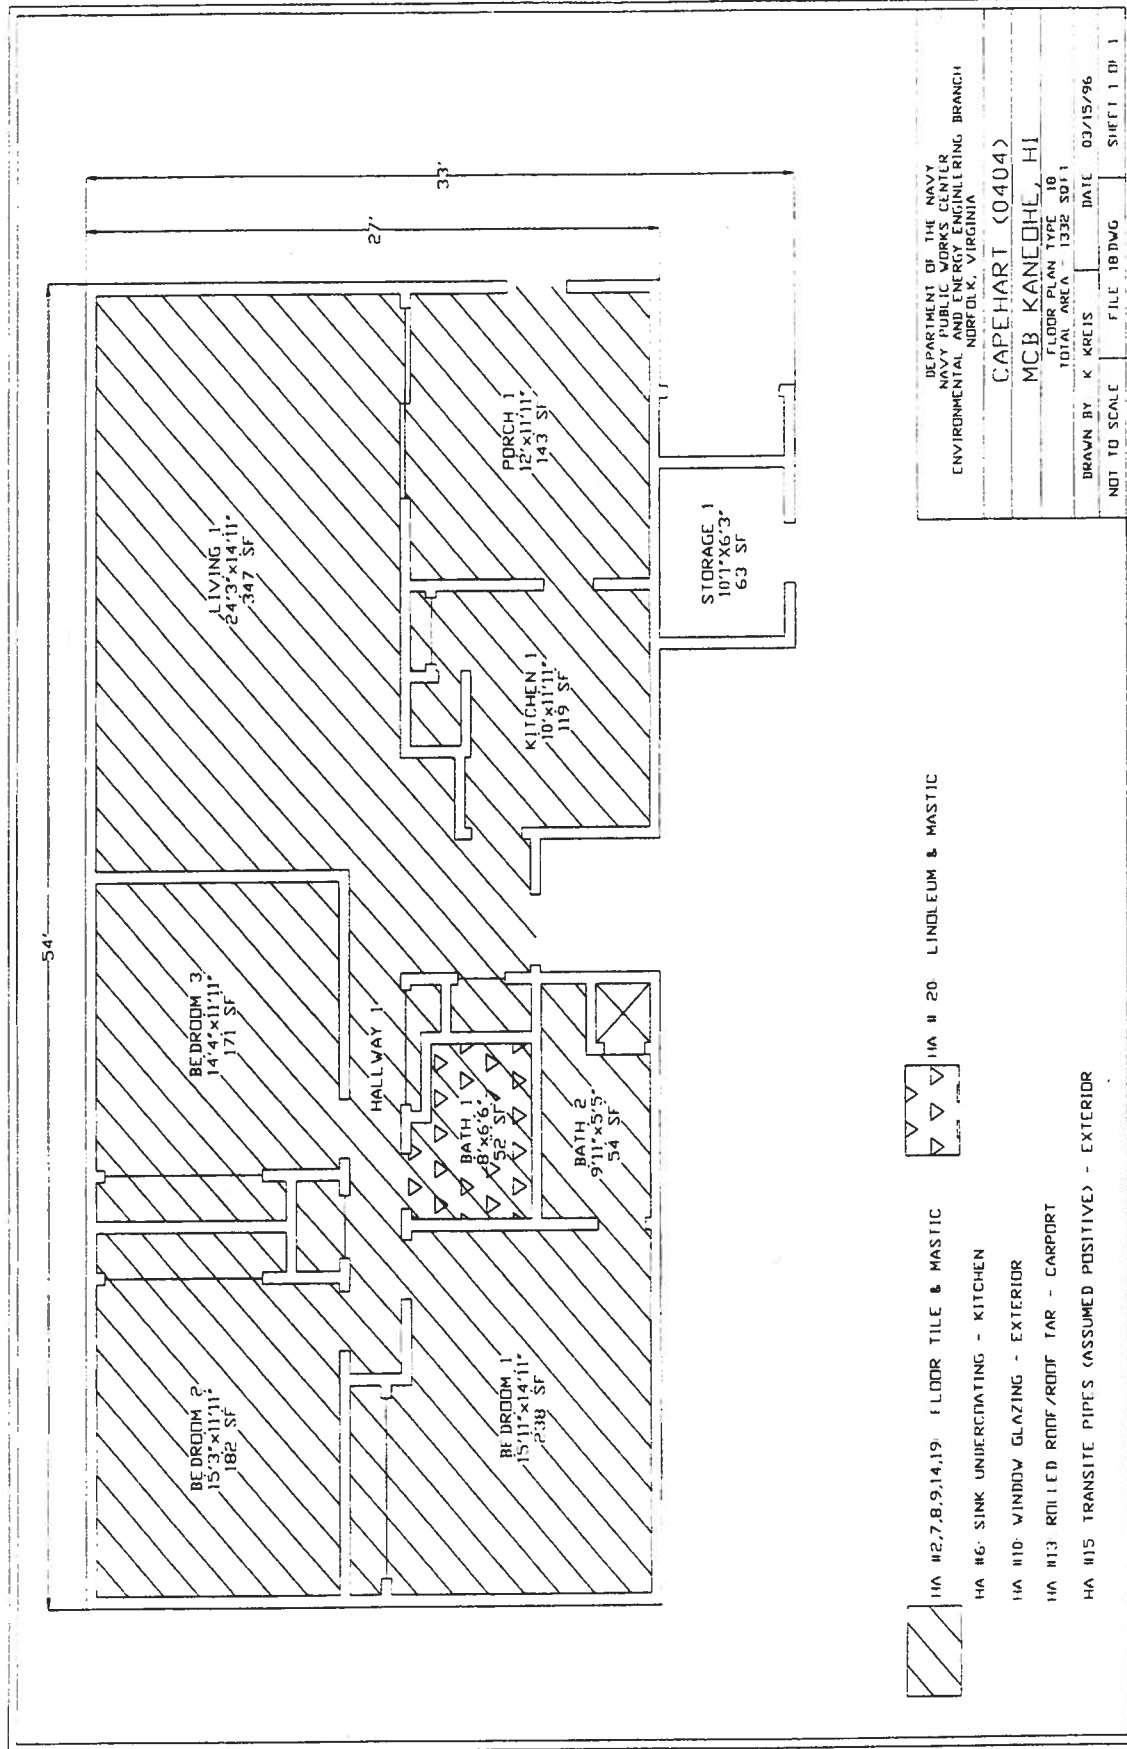 54'
33'
27'
BEDROOM 2
15'3"x11'11"
182 SF
BEDROOM 3
14'4"x11'11"
171 SF
LIVING 1
24'3"x14'11"
347 SF
HALLWAY 1
BEDROOM 1
15'11"x14'11"
238 SF
BATH 1
8'x6'6"
52 SF
BATH 2
9'11"x5'5"
54 SF
KITCHEN 1
10'x11'11"
119 SF
PORCH 1
12'x11'11"
143 SF
STORAGE 1
10'1"X6'3"
63 SF
HA #2,7,8,9,14,19 FLOOR TILE & MASTIC
HA # 20 LINOLEUM & MASTIC
HA #6 SINK UNDERCOATING - KITCHEN
HA #10 WINDOW GLAZING - EXTERIOR
HA #13 ROLLED ROOF/ROOF TAR - CARPORT
HA #15 TRANSITE PIPES (ASSUMED POSITIVE) - EXTERIOR
DEPARTMENT OF THE NAVY
NAVY PUBLIC WORKS CENTER
ENVIRONMENTAL AND ENERGY ENGINEERING BRANCH
NORFOLK, VIRGINIA
CAPEHART (0404)
MCB KANEOHE, HI
FLOOR PLAN TYPE
TOTAL AREA - 1332 SQFT
DRAWN BY K KREIS DATE 03/15/96
NOT TO SCALE FILE DWG SHEET 1 OF 1